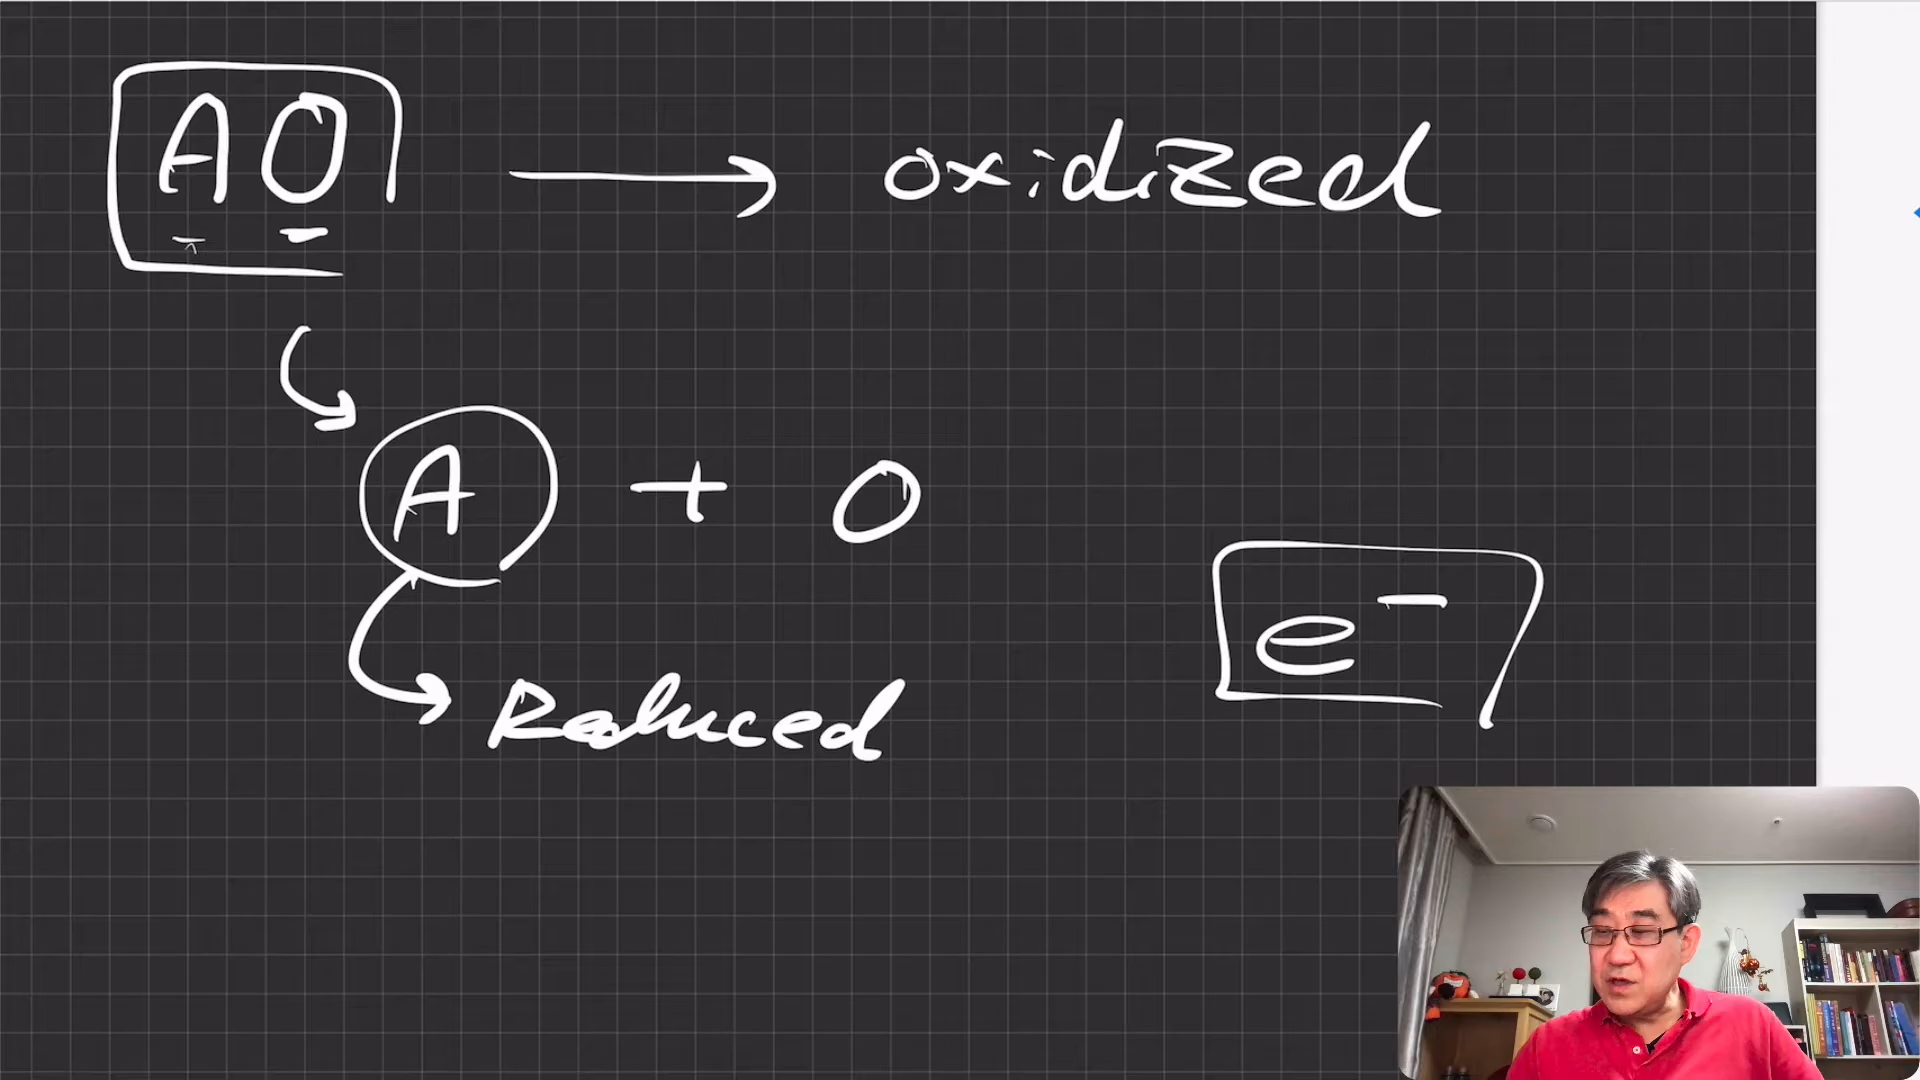 AO → oxidized
A + O
e⁻
Reduced